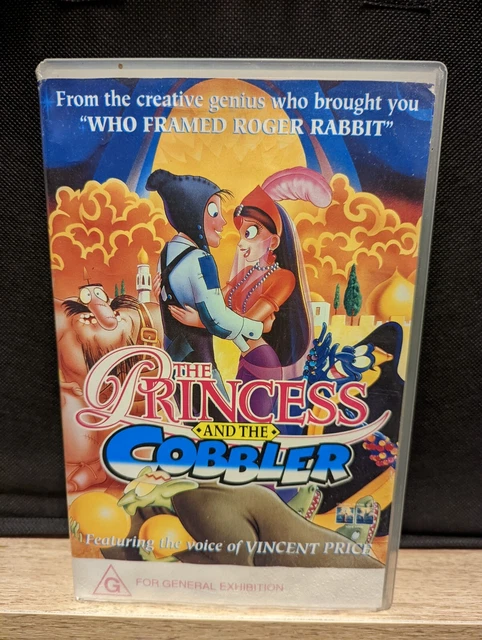 From the creative genius who brought you
"WHO FRAMED ROGER RABBIT"
THE
PRINCESS
AND THE
COBBLER
Featuring the voice of VINCENT PRICE
G FOR GENERAL EXHIBITION